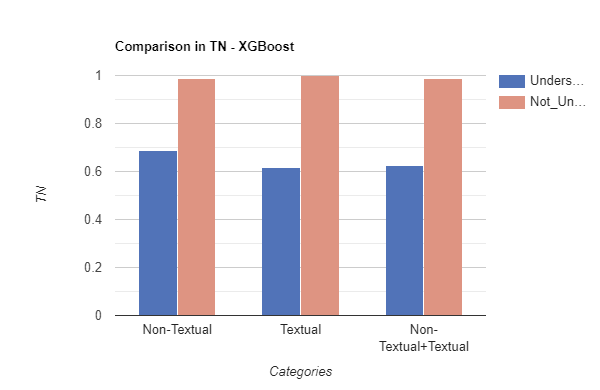 Comparison in TN - XGBoost
1
0.8
0.6
0.4
0.2
0
TN
Unders…
Not_Un…
Non-Textual
Textual
Non-
Textual+Textual
Categories